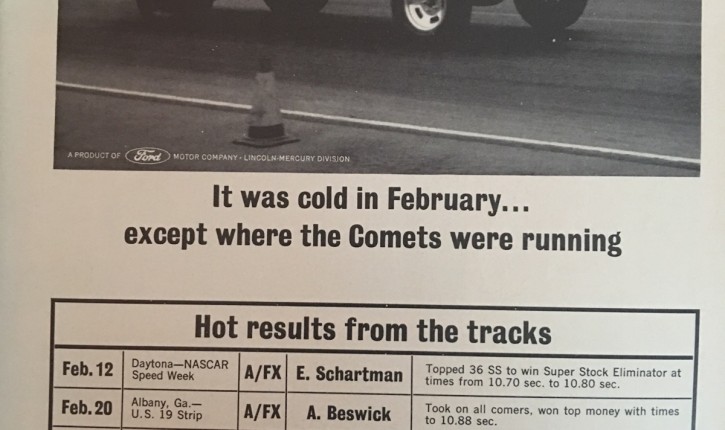 A PRODUCT OF Ford MOTOR COMPANY • LINCOLN-MERCURY DIVISION
It was cold in February...
except where the Comets were running
Hot results from the tracks
Feb. 12
Daytona—NASCAR
Speed Week
A/FX
E. Schartman
Topped 36 SS to win Super Stock Eliminator at
times from 10.70 sec. to 10.80 sec.
Feb. 20
Albany, Ga.—
U.S. 19 Strip
A/FX
A. Beswick
Took on all comers, won top money with times
to 10.88 sec.